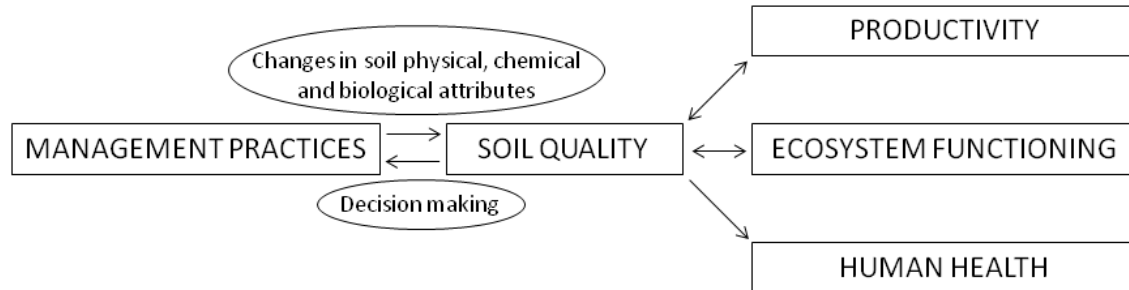 PRODUCTIVITY
Changes in soil physical, chemical
and biological attributes
MANAGEMENT PRACTICES
SOIL QUALITY
ECOSYSTEM FUNCTIONING
Decision making
HUMAN HEALTH